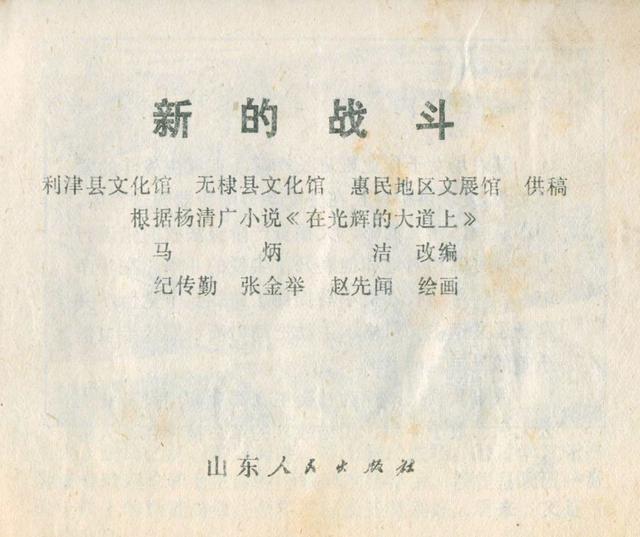 新的战斗
利津县文化馆 无棣县文化馆 惠民地区文展馆 供稿
根据杨清广小说《在光辉的大道上》
马炳洁 改编
纪传勤 张金举 赵先闻 绘画
山东人民出版社